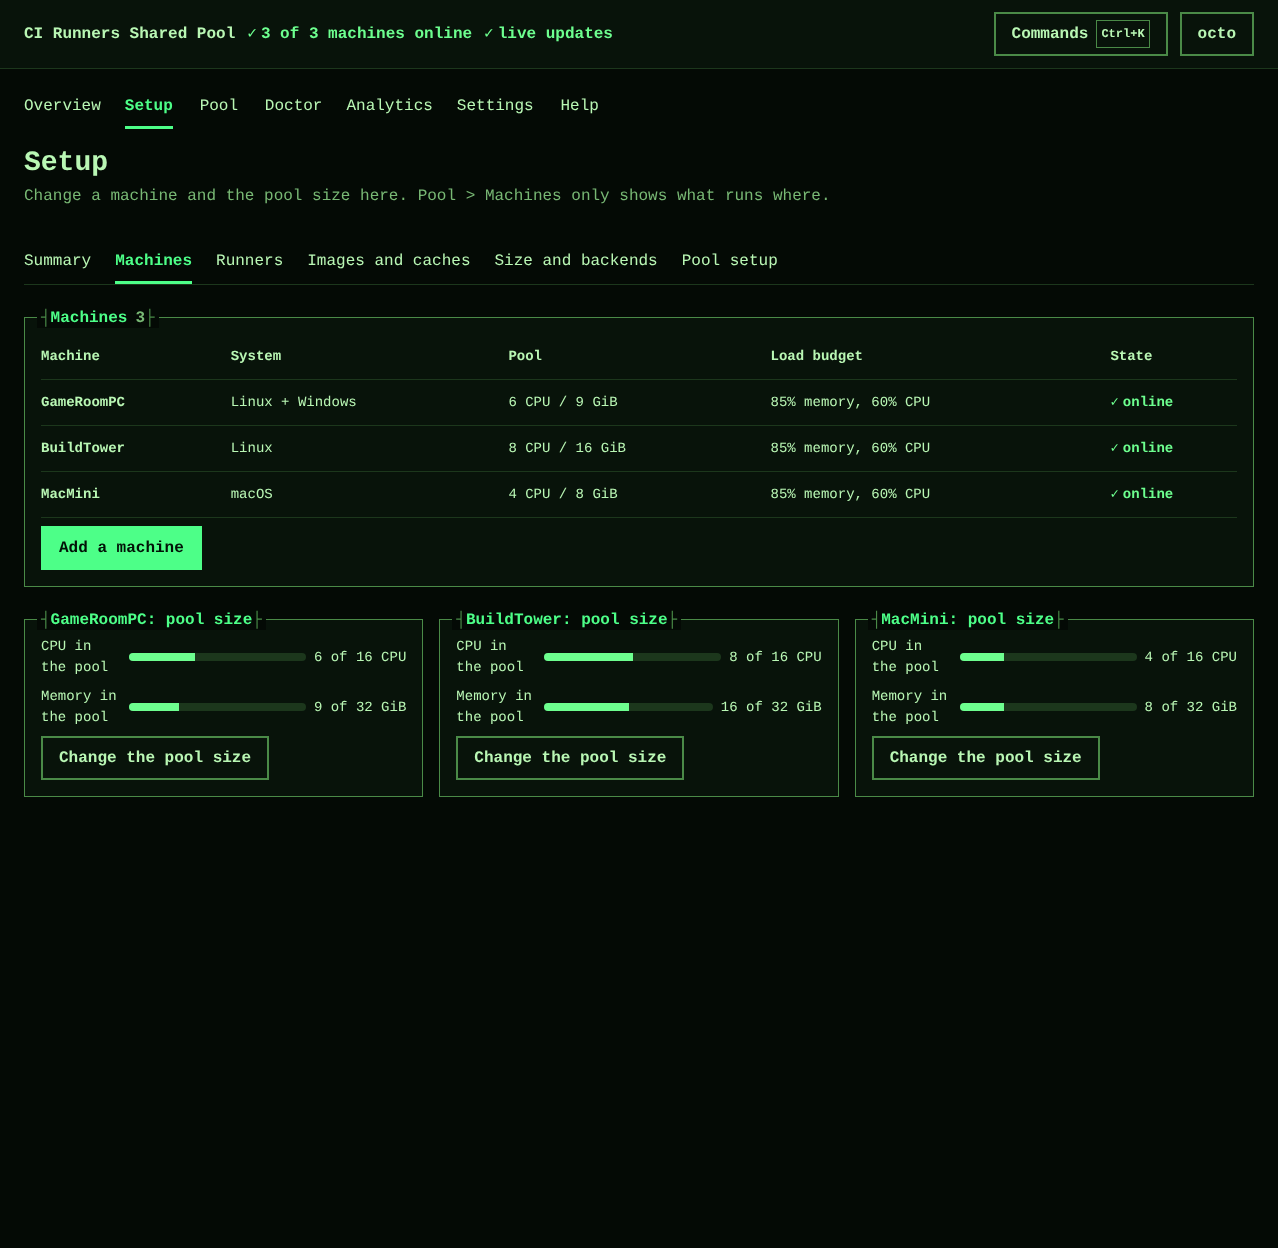 CI Runners Shared Pool ✓ 3 of 3 machines online ✓ live updates Commands Ctrl+K octo
Overview Setup Pool Doctor Analytics Settings Help
Setup
Change a machine and the pool size here. Pool > Machines only shows what runs where.
Summary Machines Runners Images and caches Size and backends Pool setup
Machines 3
Machine System Pool Load budget State
GameRoomPC Linux + Windows 6 CPU / 9 GiB 85% memory, 60% CPU ✓ online
BuildTower Linux 8 CPU / 16 GiB 85% memory, 60% CPU ✓ online
MacMini macOS 4 CPU / 8 GiB 85% memory, 60% CPU ✓ online
Add a machine
GameRoomPC: pool size
CPU in
the pool 6 of 16 CPU
Memory in
the pool 9 of 32 GiB
Change the pool size
BuildTower: pool size
CPU in
the pool 8 of 16 CPU
Memory in
the pool 16 of 32 GiB
Change the pool size
MacMini: pool size
CPU in
the pool 4 of 16 CPU
Memory in
the pool 8 of 32 GiB
Change the pool size